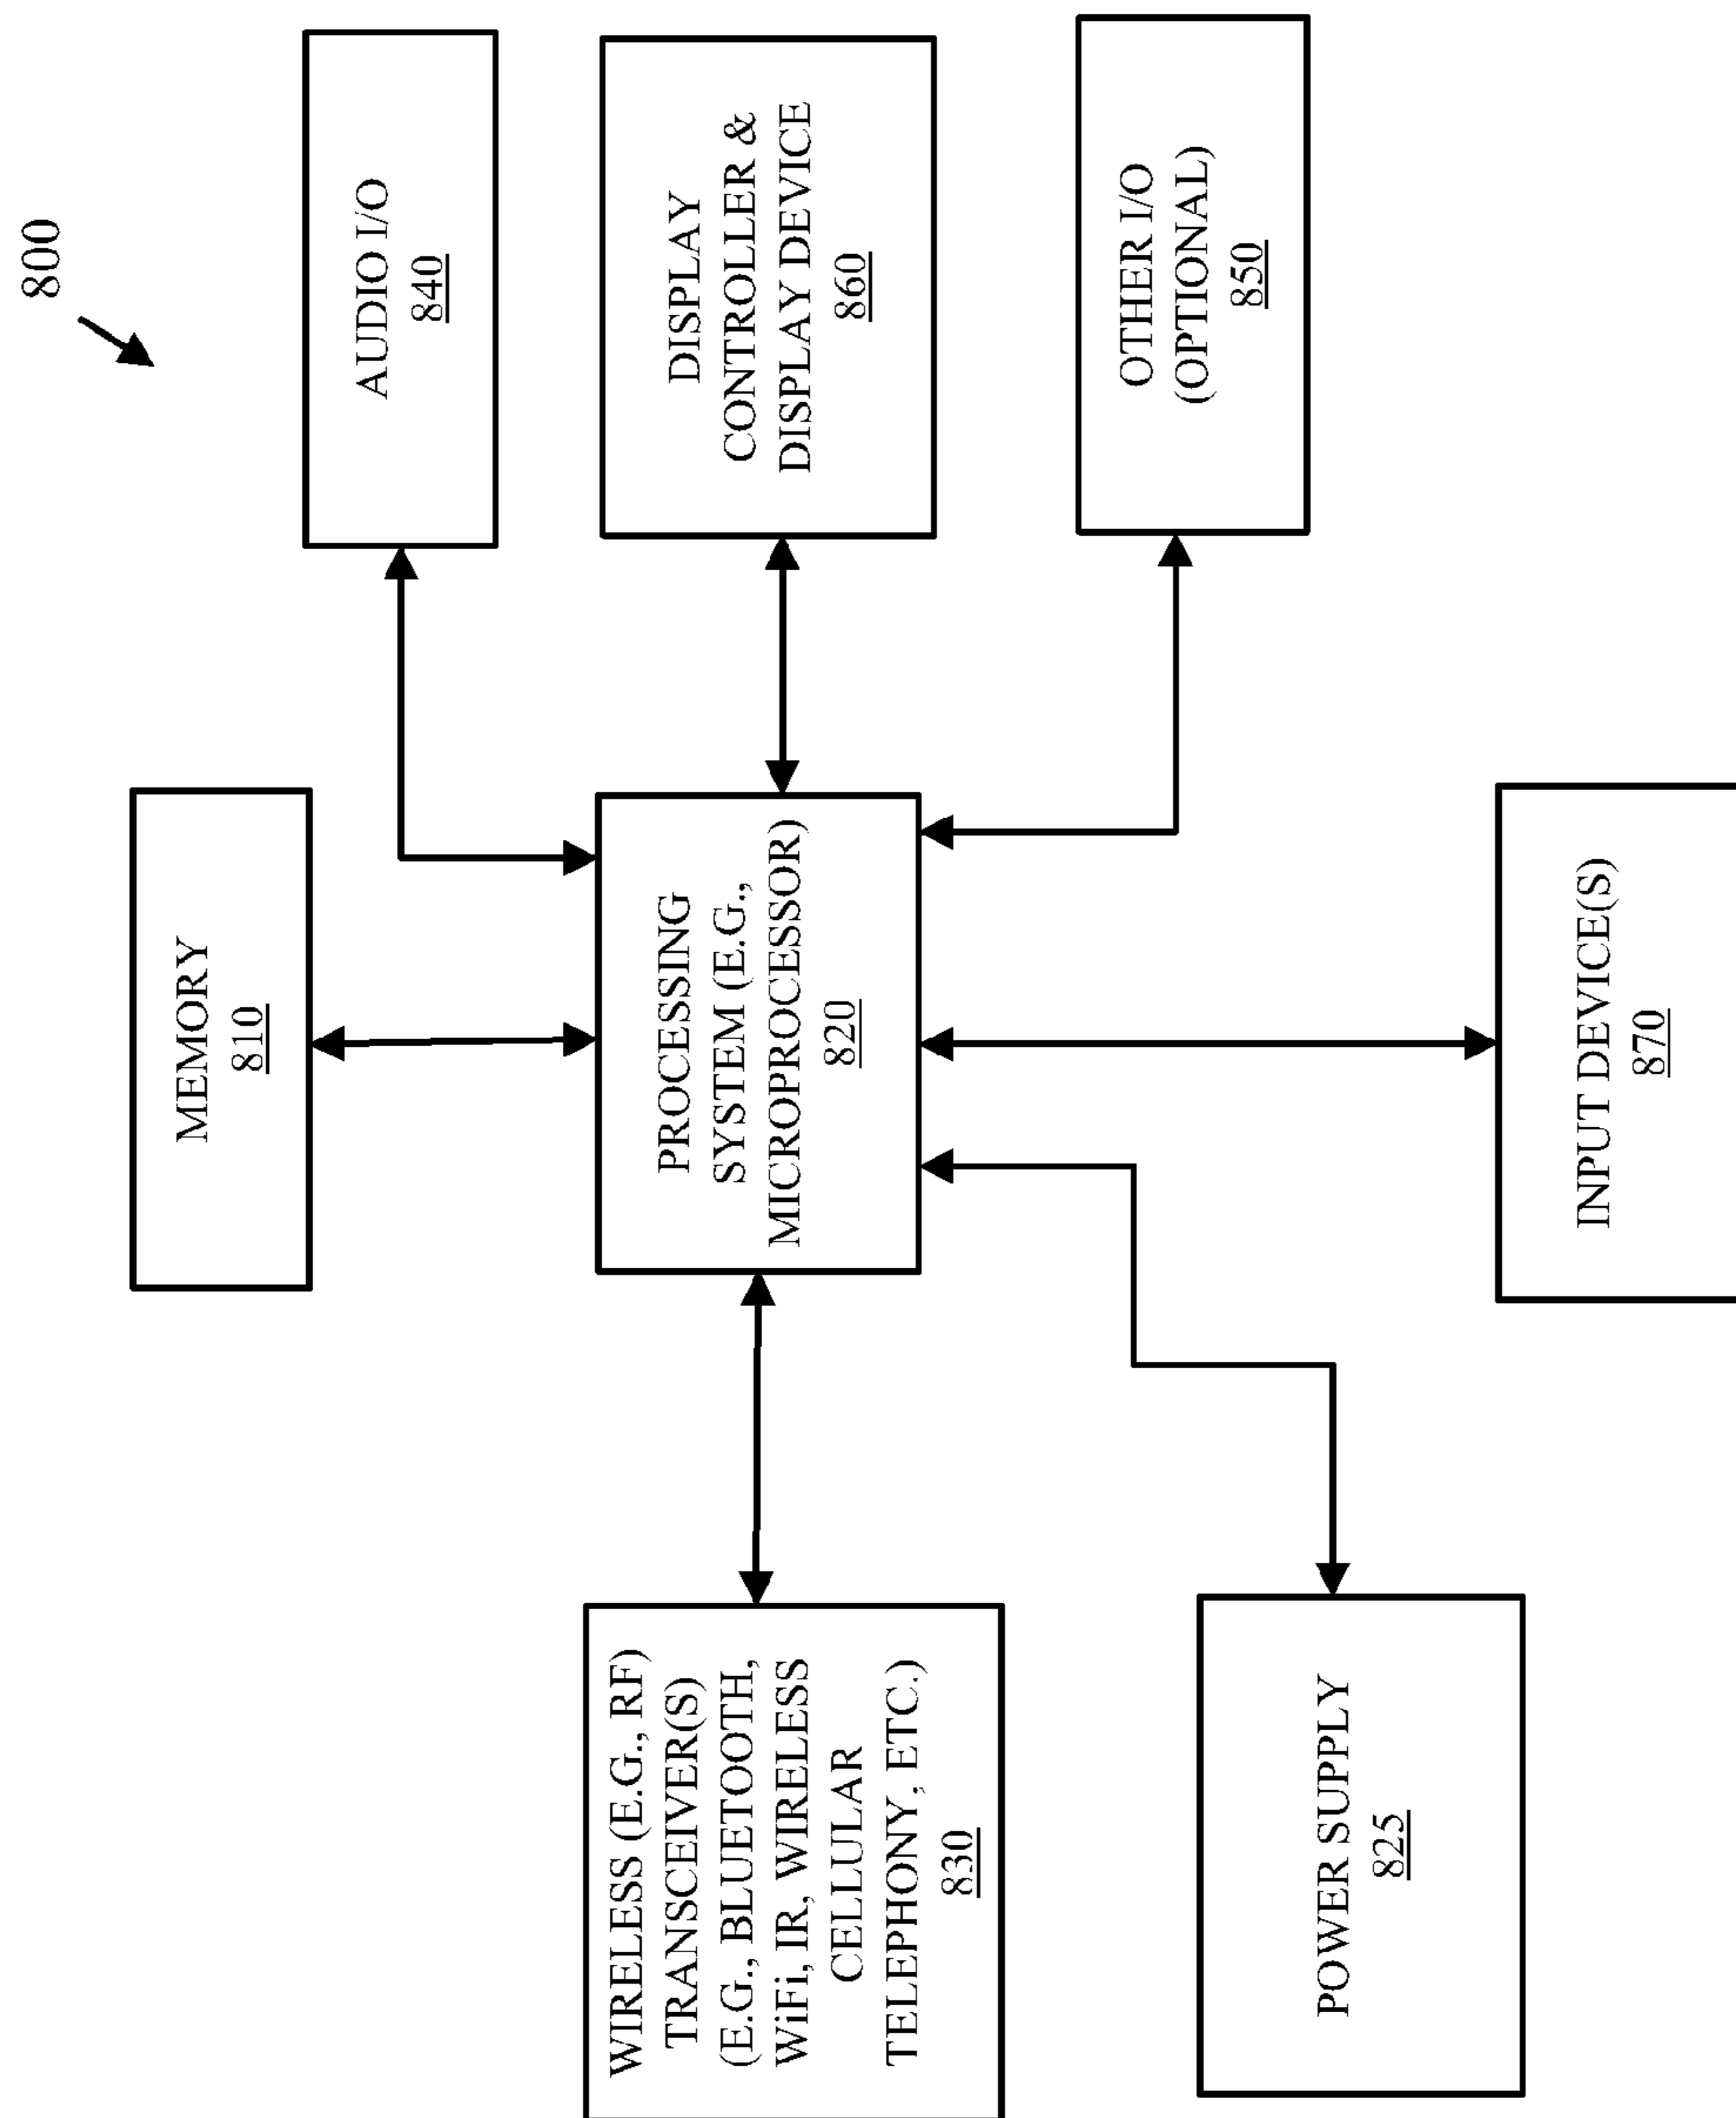 800
MEMORY
810
AUDIO I/O
840
WIRELESS (E.G., RF)
TRANSCEIVER(S)
(E.G., BLUETOOTH,
WiFi, IR, WIRELESS
CELLULAR
TELEPHONY, ETC.)
830
PROCESSING
SYSTEM (E.G.,
MICROPROCESSOR)
820
DISPLAY
CONTROLLER &
DISPLAY DEVICE
860
OTHER I/O
(OPTIONAL)
850
POWER SUPPLY
825
INPUT DEVICE(S)
870